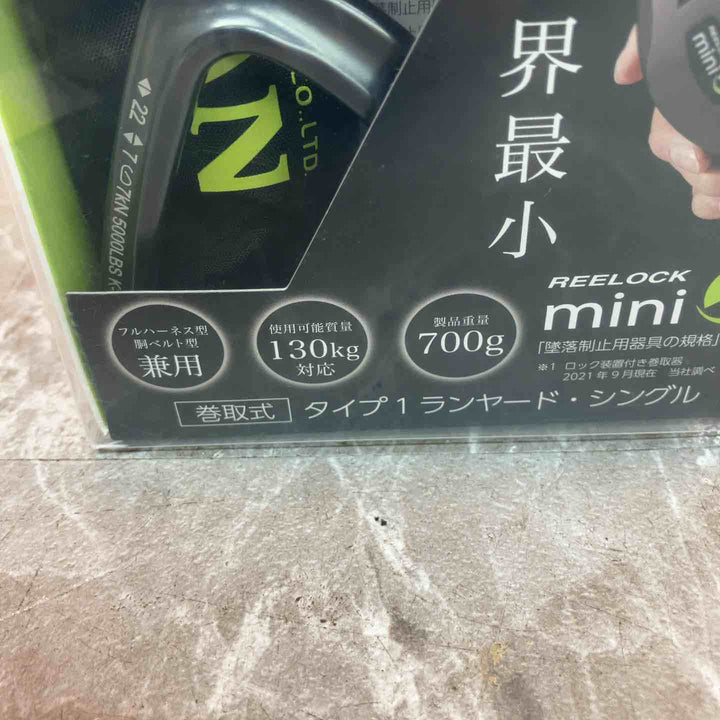 界最小
REELOCK
mini
「墜落制止用器具の規格」
※1 ロック装置付き巻取器
2021年9月現在 当社調べ
フルハーネス型
胴ベルト型
兼用
使用可能質量
130kg
対応
製品重量
700g
巻取式 タイプ1ランヤード・シングル
CO.,LTD.
N
22 7 7KN 5000LBS
mini